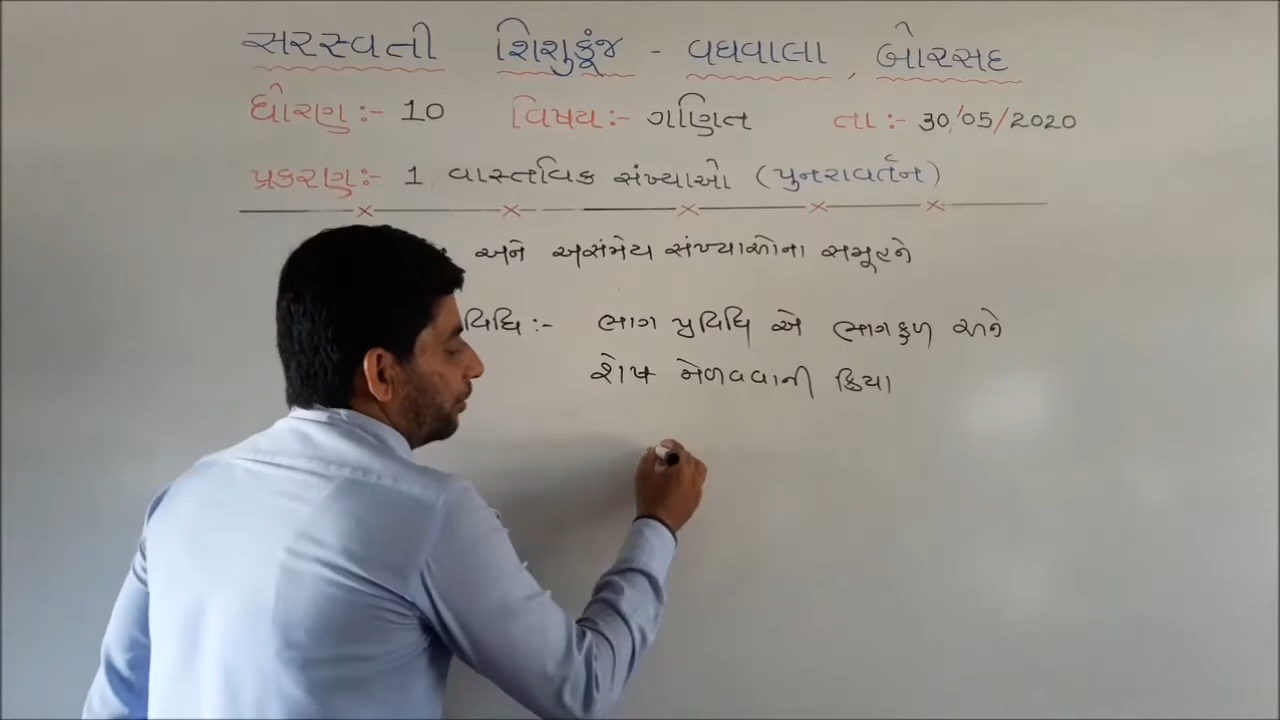 સરસ્વતી શિશુકૂંજ - વઘવાલા , બોરસદ
ધોરણ :- 10 વિષય :- ગણિત તા :- 30/05/2020
પ્રકરણ :- 1. વાસ્તવિક સંખ્યાઓ (પુનરાવર્તન)
અને અસંમેય સંખ્યાઓના સમૂહને
વિધિ :- ભાગ પ્રવિધિ એ ભાગફળ અને
શેષ મેળવવાની ક્રિયા